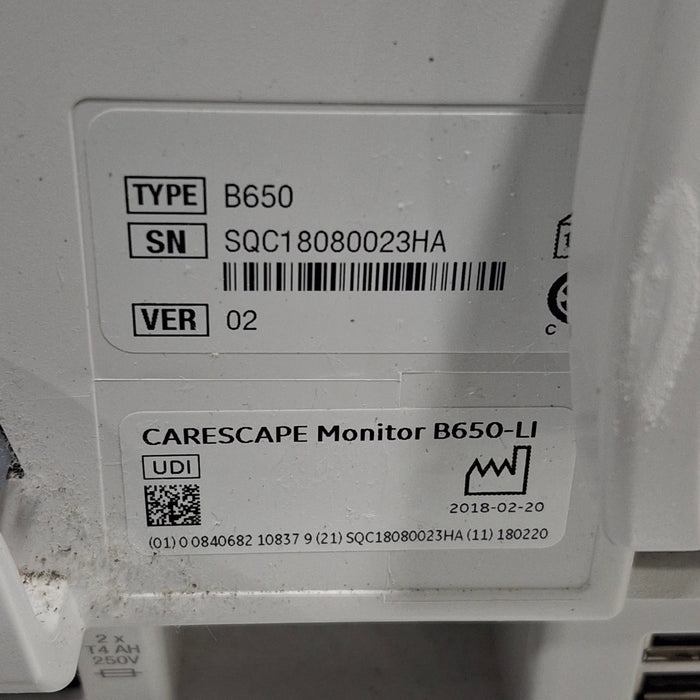 TYPE B650
SN SQC18080023HA
VER 02
C
CARESCAPE Monitor B650-LI
UDI
2018-02-20
(01) 0 0840682 10837 9 (21) SQC18080023HA (11) 180220
2 x
T4 AH
250V